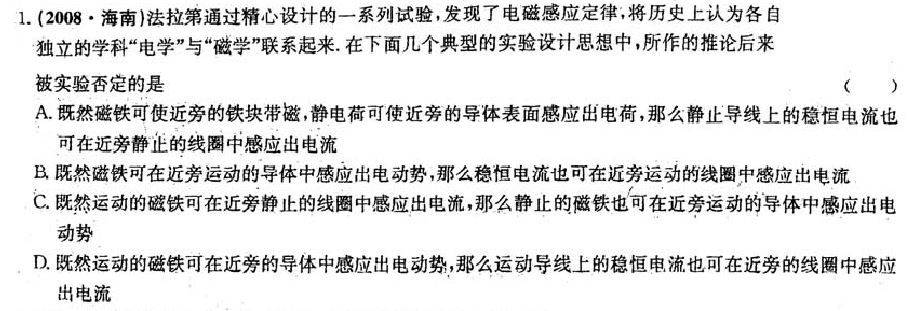 1. (2008·海南)法拉第通过精心设计的一系列试验,发现了电磁感应定律,将历史上认为各自
独立的学科“电学”与“磁学”联系起来.在下面几个典型的实验设计思想中,所作的推论后来
被实验否定的是 ( )
A. 既然磁铁可使近旁的铁块带磁,静电荷可使近旁的导体表面感应出电荷,那么静止导线上的稳恒电流也
可在近旁静止的线圈中感应出电流
B. 既然磁铁可在近旁运动的导体中感应出电动势,那么稳恒电流也可在近旁运动的线圈中感应出电流
C. 既然运动的磁铁可在近旁静止的线圈中感应出电流,那么静止的磁铁也可在近旁运动的导体中感应出电
动势
D. 既然运动的磁铁可在近旁的导体中感应出电动势,那么运动导线上的稳恒电流也可在近旁的线圈中感应
出电流